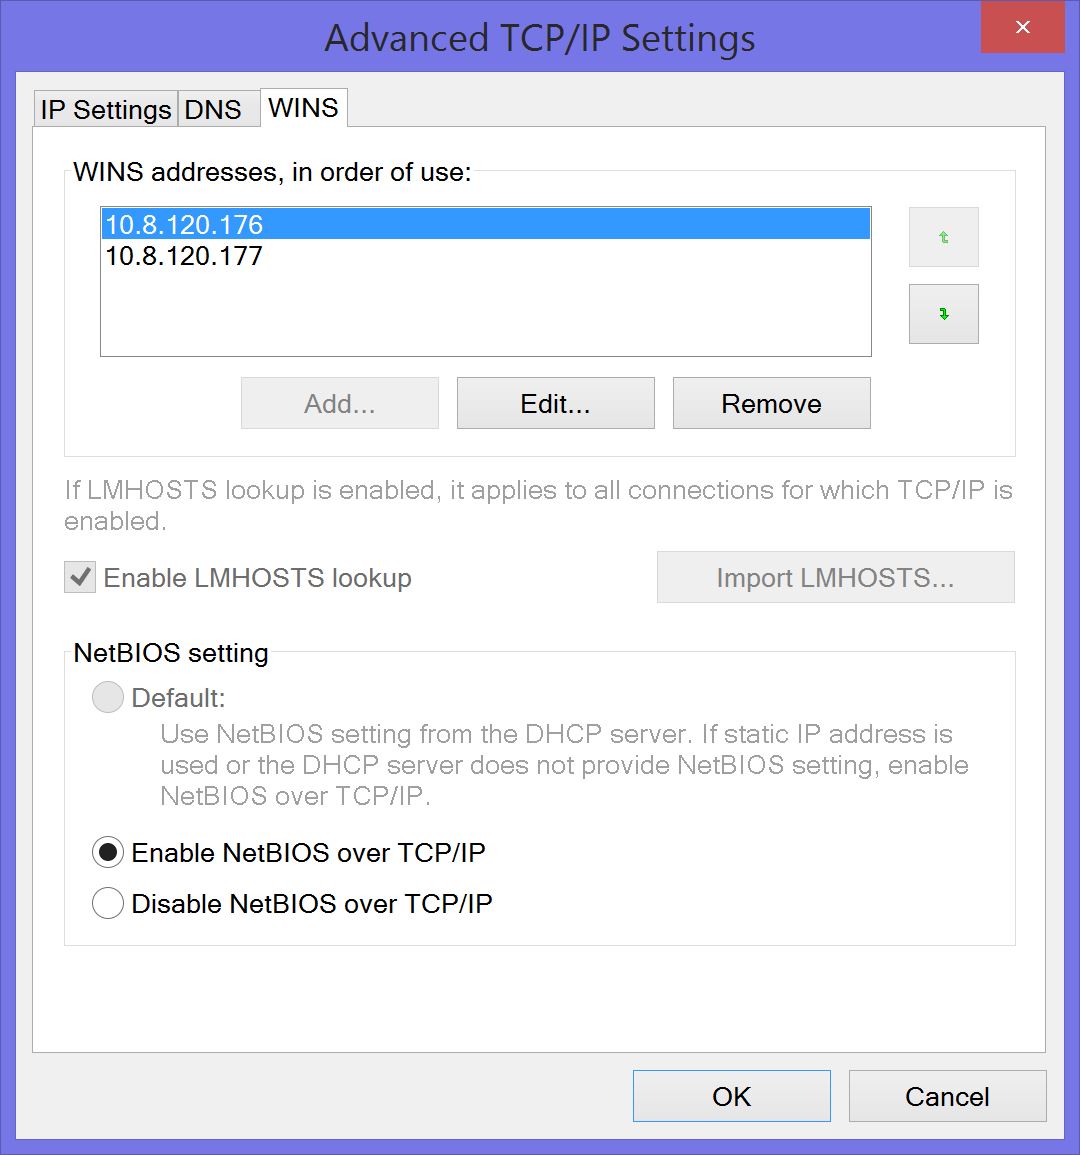 Advanced TCP/IP Settings
IP Settings
DNS
WINS
WINS addresses, in order of use:
10.8.120.176
10.8.120.177
Add...
Edit...
Remove
If LMHOSTS lookup is enabled, it applies to all connections for which TCP/IP is
enabled.
Enable LMHOSTS lookup
Import LMHOSTS...
NetBIOS setting
Default:
Use NetBIOS setting from the DHCP server. If static IP address is
used or the DHCP server does not provide NetBIOS setting, enable
NetBIOS over TCP/IP.
Enable NetBIOS over TCP/IP
Disable NetBIOS over TCP/IP
OK
Cancel